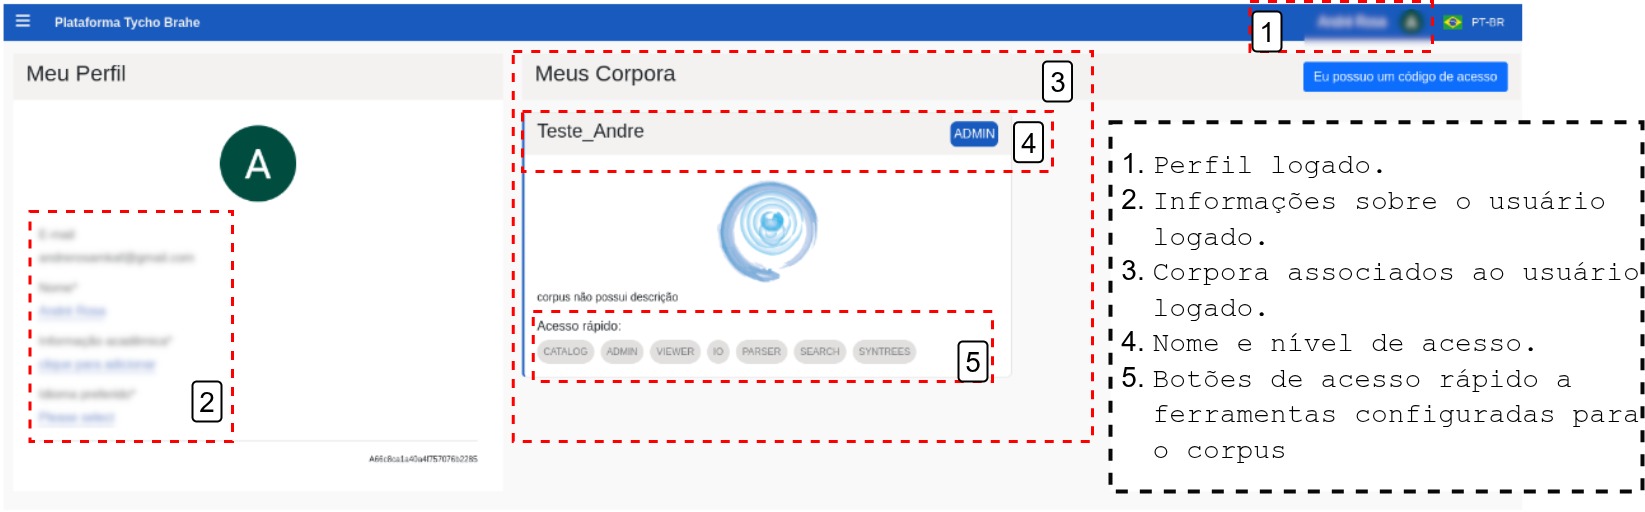 Plataforma Tycho Brahe
1
PT-BR
Meu Perfil
Meus Corpora
3
Eu possuo um código de acesso
A
Teste_Andre
ADMIN
4
corpus não possui descrição
Acesso rápido:
CATALOG ADMIN VIEWER IO PARSER SEARCH SYNTREES
5
2
1. Perfil logado.
2. Informações sobre o usuário
logado.
3. Corpora associados ao usuário
logado.
4. Nome e nível de acesso.
5. Botões de acesso rápido a
ferramentas configuradas para
o corpus